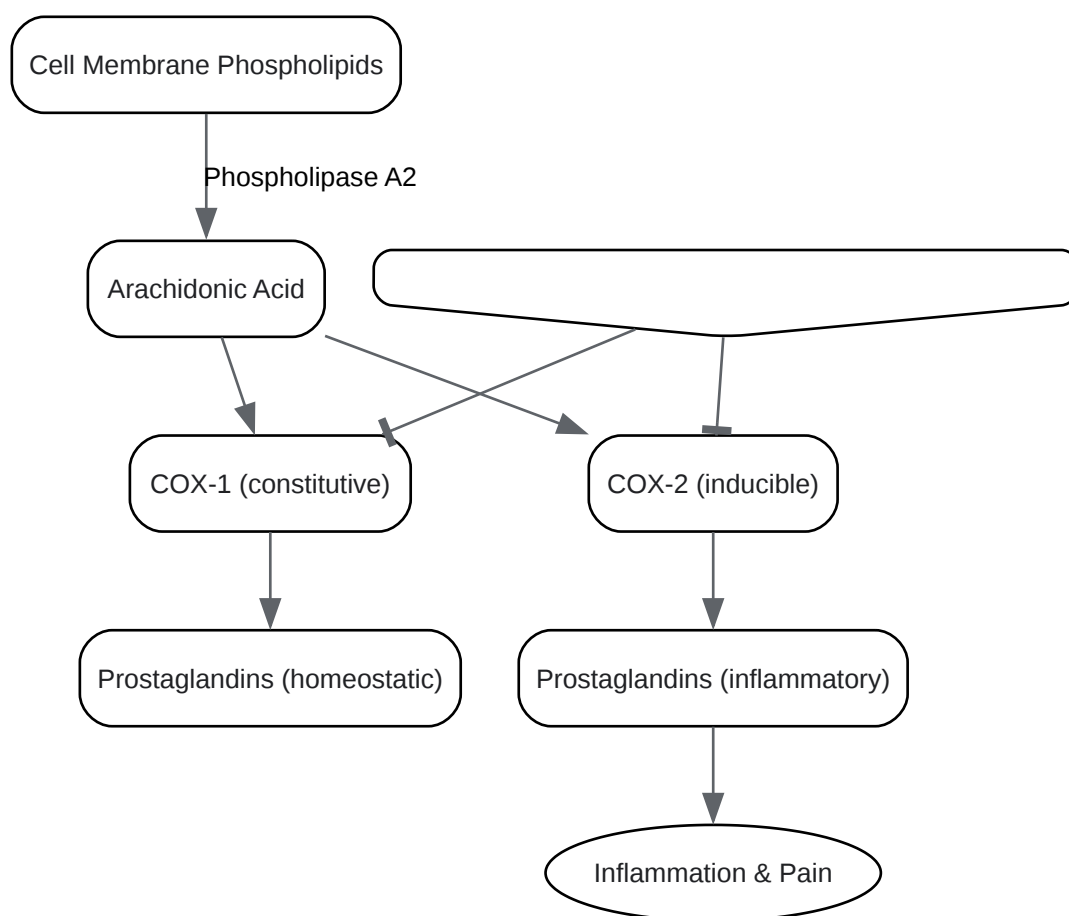 Cell Membrane Phospholipids
Phospholipase A2
Arachidonic Acid
COX-1 (constitutive)
COX-2 (inducible)
Prostaglandins (homeostatic)
Prostaglandins (inflammatory)
Inflammation & Pain